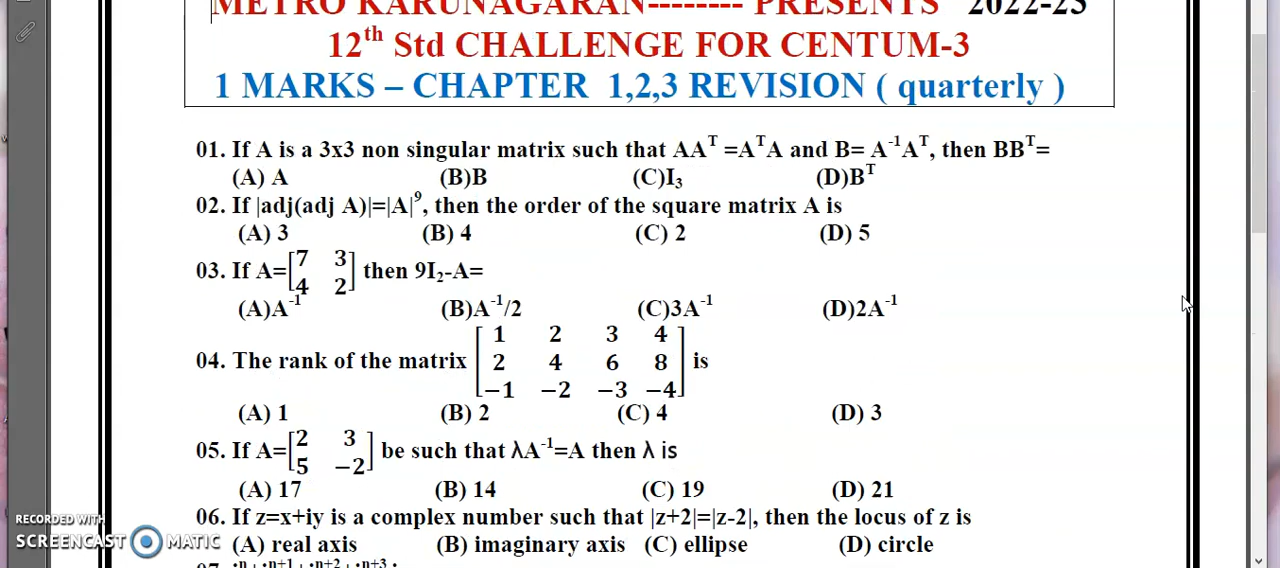 METRO KARUNAGARAN-------- PRESENTS 2022-23
12th Std CHALLENGE FOR CENTUM-3
1 MARKS – CHAPTER 1,2,3 REVISION ( quarterly )
01. If A is a 3x3 non singular matrix such that AAᵀ =AᵀA and B= A⁻¹Aᵀ, then BBᵀ=
(A) A (B)B (C)I₃ (D)Bᵀ
02. If |adj(adj A)|=|A|⁹, then the order of the square matrix A is
(A) 3 (B) 4 (C) 2 (D) 5
03. If A=[7 3
4 2] then 9I₂-A=
(A)A⁻¹ (B)A⁻¹/2 (C)3A⁻¹ (D)2A⁻¹
04. The rank of the matrix [1 2 3 4
2 4 6 8
−1 −2 −3 −4] is
(A) 1 (B) 2 (C) 4 (D) 3
05. If A=[2 3
5 −2] be such that λA⁻¹=A then λ is
(A) 17 (B) 14 (C) 19 (D) 21
06. If z=x+iy is a complex number such that |z+2|=|z-2|, then the locus of z is
(A) real axis (B) imaginary axis (C) ellipse (D) circle
RECORDED WITH
SCREENCAST MATIC